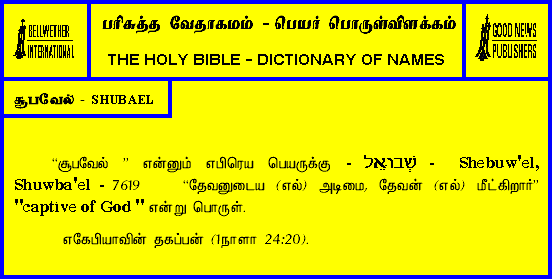 BELLWETHER
INTERNATIONAL
பரிசுத்த வேதாகமம் - பெயர் பொருள்விளக்கம்
THE HOLY BIBLE - DICTIONARY OF NAMES
GOOD NEWS
PUBLISHERS
சூபவேல் - SHUBAEL
“சூபவேல் ” என்னும் எபிரெய பெயருக்கு - שְׁבוּאֵל - Shebuw'el,
Shuwba'el - 7619 “தேவனுடைய (எல்) அடிமை, தேவன் (எல்) மீட்கிறார்”
"captive of God " என்று பொருள்.
எகேபியாவின் தகப்பன் (1நாளா 24:20).